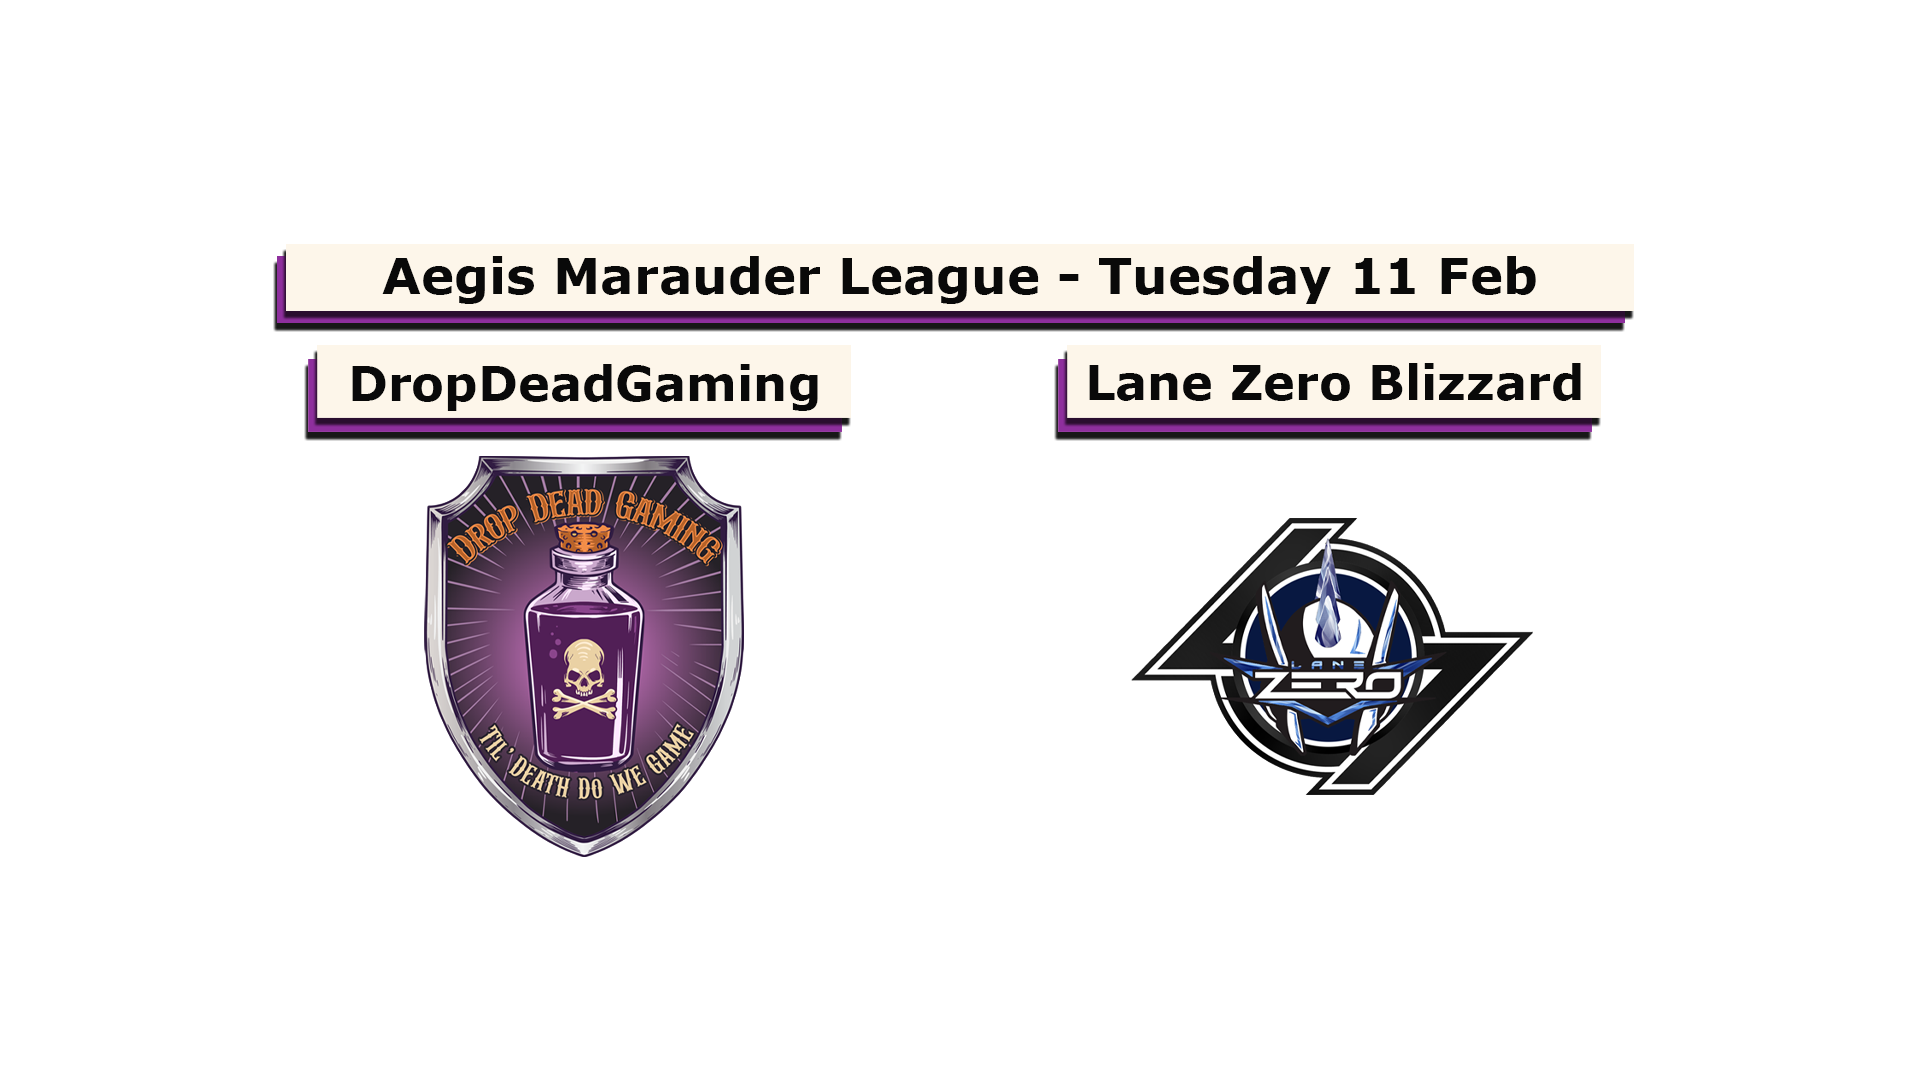 Aegis Marauder League - Tuesday 11 Feb
DropDeadGaming
Lane Zero Blizzard
DROP DEAD GAMING
TIL' DEATH DO WE GAME
LANE
ZERO